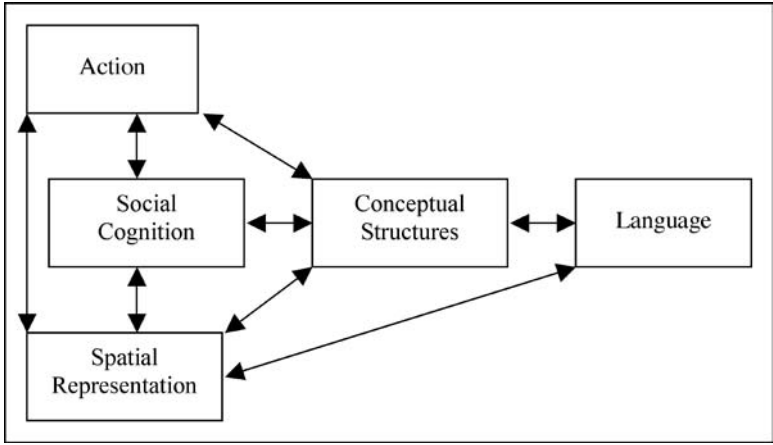 Action
Social
Cognition
Conceptual
Structures
Language
Spatial
Representation